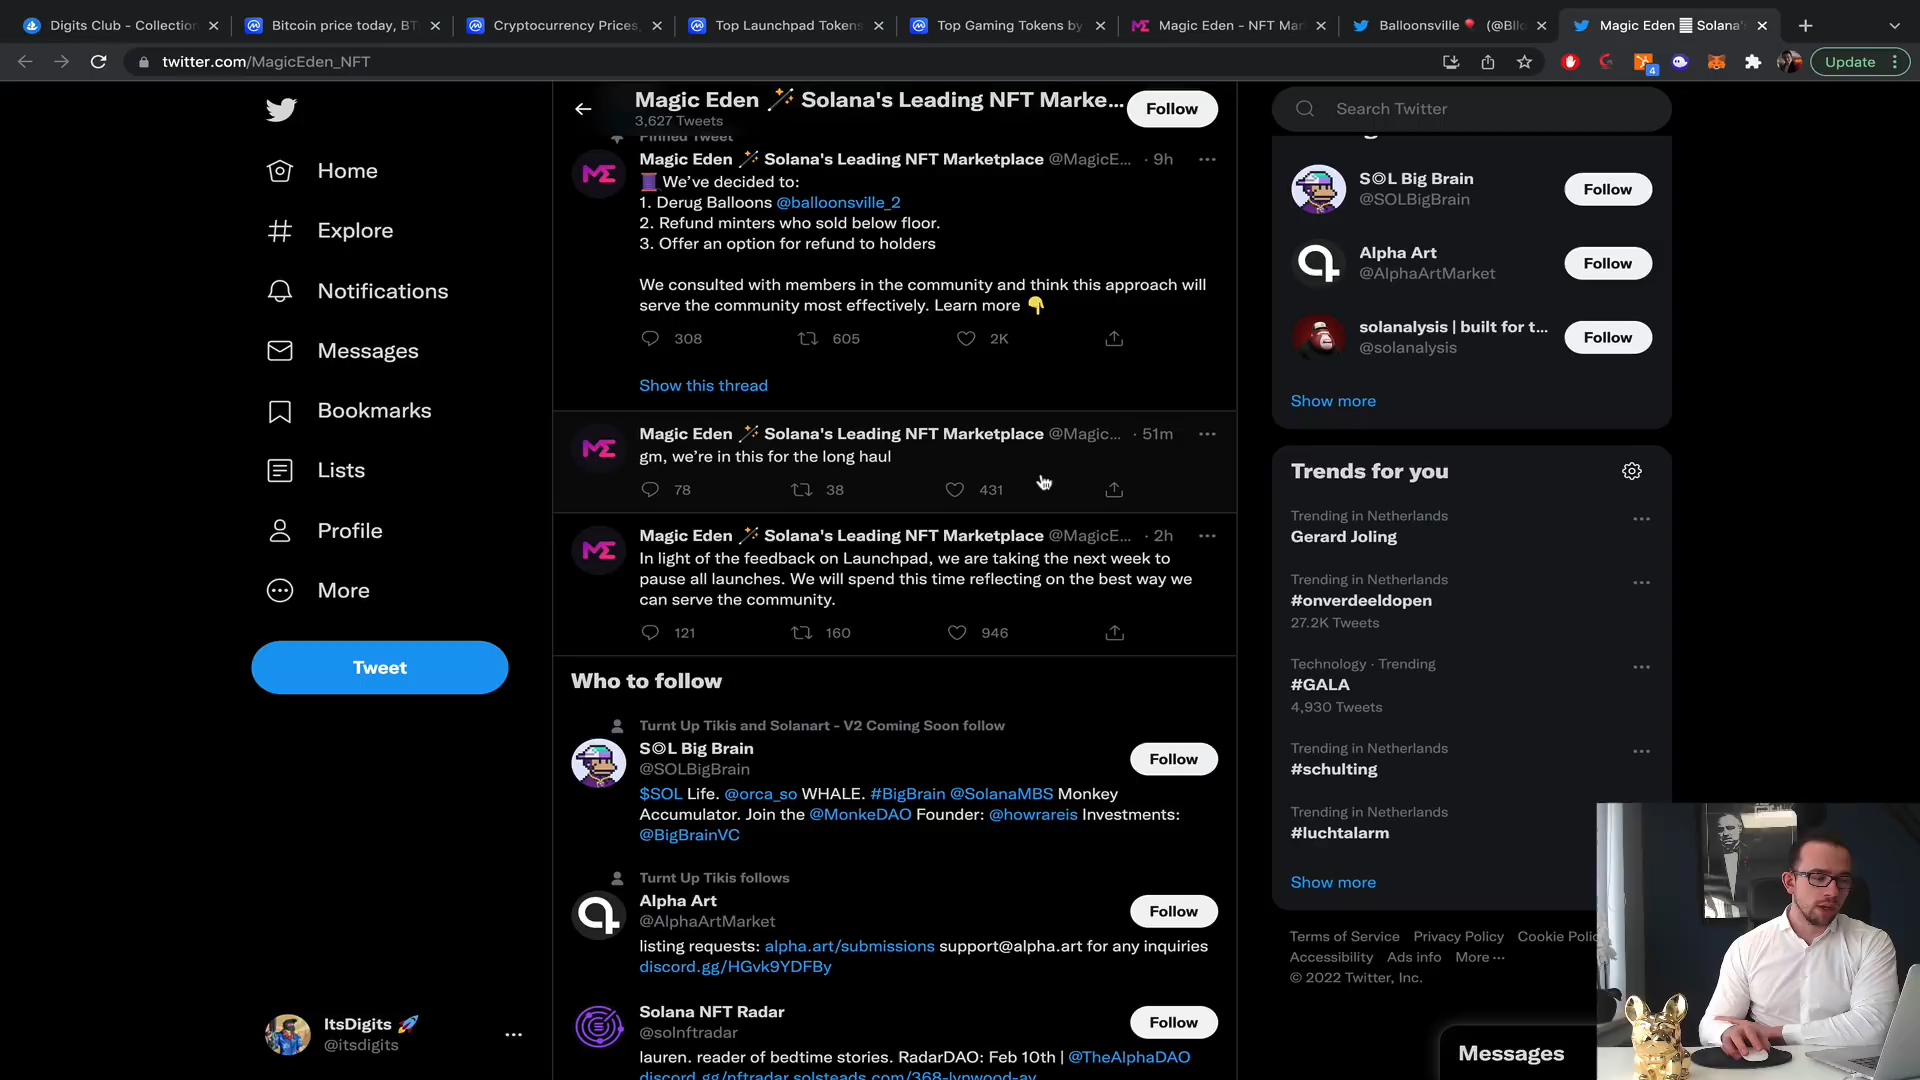 Digits Club - Collection
Bitcoin price today, BT
Cryptocurrency Prices,
Top Launchpad Tokens
Top Gaming Tokens by
Magic Eden - NFT Mar
Balloonsville🎈 (@Bllo
Magic Eden 🪄 Solana's
twitter.com/MagicEden_NFT
4
Update
Magic Eden 🪄 Solana's Leading NFT Marke...
3,627 Tweets
Follow
Search Twitter
Home
Explore
Notifications
Messages
Bookmarks
Lists
Profile
More
Tweet
ItsDigits 🚀
@itsdigits
Pinned Tweet
Magic Eden 🪄 Solana's Leading NFT Marketplace @MagicE... · 9h
🧵 We've decided to:
1. Derug Balloons @balloonsville_2
2. Refund minters who sold below floor.
3. Offer an option for refund to holders
We consulted with members in the community and think this approach will
serve the community most effectively. Learn more 👇
308 605 2K
Show this thread
Magic Eden 🪄 Solana's Leading NFT Marketplace @Magic... · 51m
gm, we're in this for the long haul
78 38 431
Magic Eden 🪄 Solana's Leading NFT Marketplace @MagicE... · 2h
In light of the feedback on Launchpad, we are taking the next week to
pause all launches. We will spend this time reflecting on the best way we
can serve the community.
121 160 946
Who to follow
Turnt Up Tikis and Solanart - V2 Coming Soon follow
S◎L Big Brain
@SOLBigBrain
Follow
$SOL Life. @orca_so WHALE. #BigBrain @SolanaMBS Monkey
Accumulator. Join the @MonkeDAO Founder: @howrareis Investments:
@BigBrainVC
Turnt Up Tikis follows
Alpha Art
@AlphaArtMarket
Follow
listing requests: alpha.art/submissions support@alpha.art for any inquiries
discord.gg/HGvk9YDFBy
Solana NFT Radar
@solnftradar
Follow
lauren. reader of bedtime stories. RadarDAO: Feb 10th | @TheAlphaDAO
discord.gg/nftradar solsteads.com/368-lynwood-av
S◎L Big Brain
@SOLBigBrain
Follow
Alpha Art
@AlphaArtMarket
Follow
solanalysis | built for t...
@solanalysis
Follow
Show more
Trends for you
Trending in Netherlands
Gerard Joling
Trending in Netherlands
#onverdeeldopen
27.2K Tweets
Technology · Trending
#GALA
4,930 Tweets
Trending in Netherlands
#schulting
Trending in Netherlands
#luchtalarm
Show more
Terms of Service Privacy Policy Cookie Polic
Accessibility Ads info More ···
© 2022 Twitter, Inc.
Messages